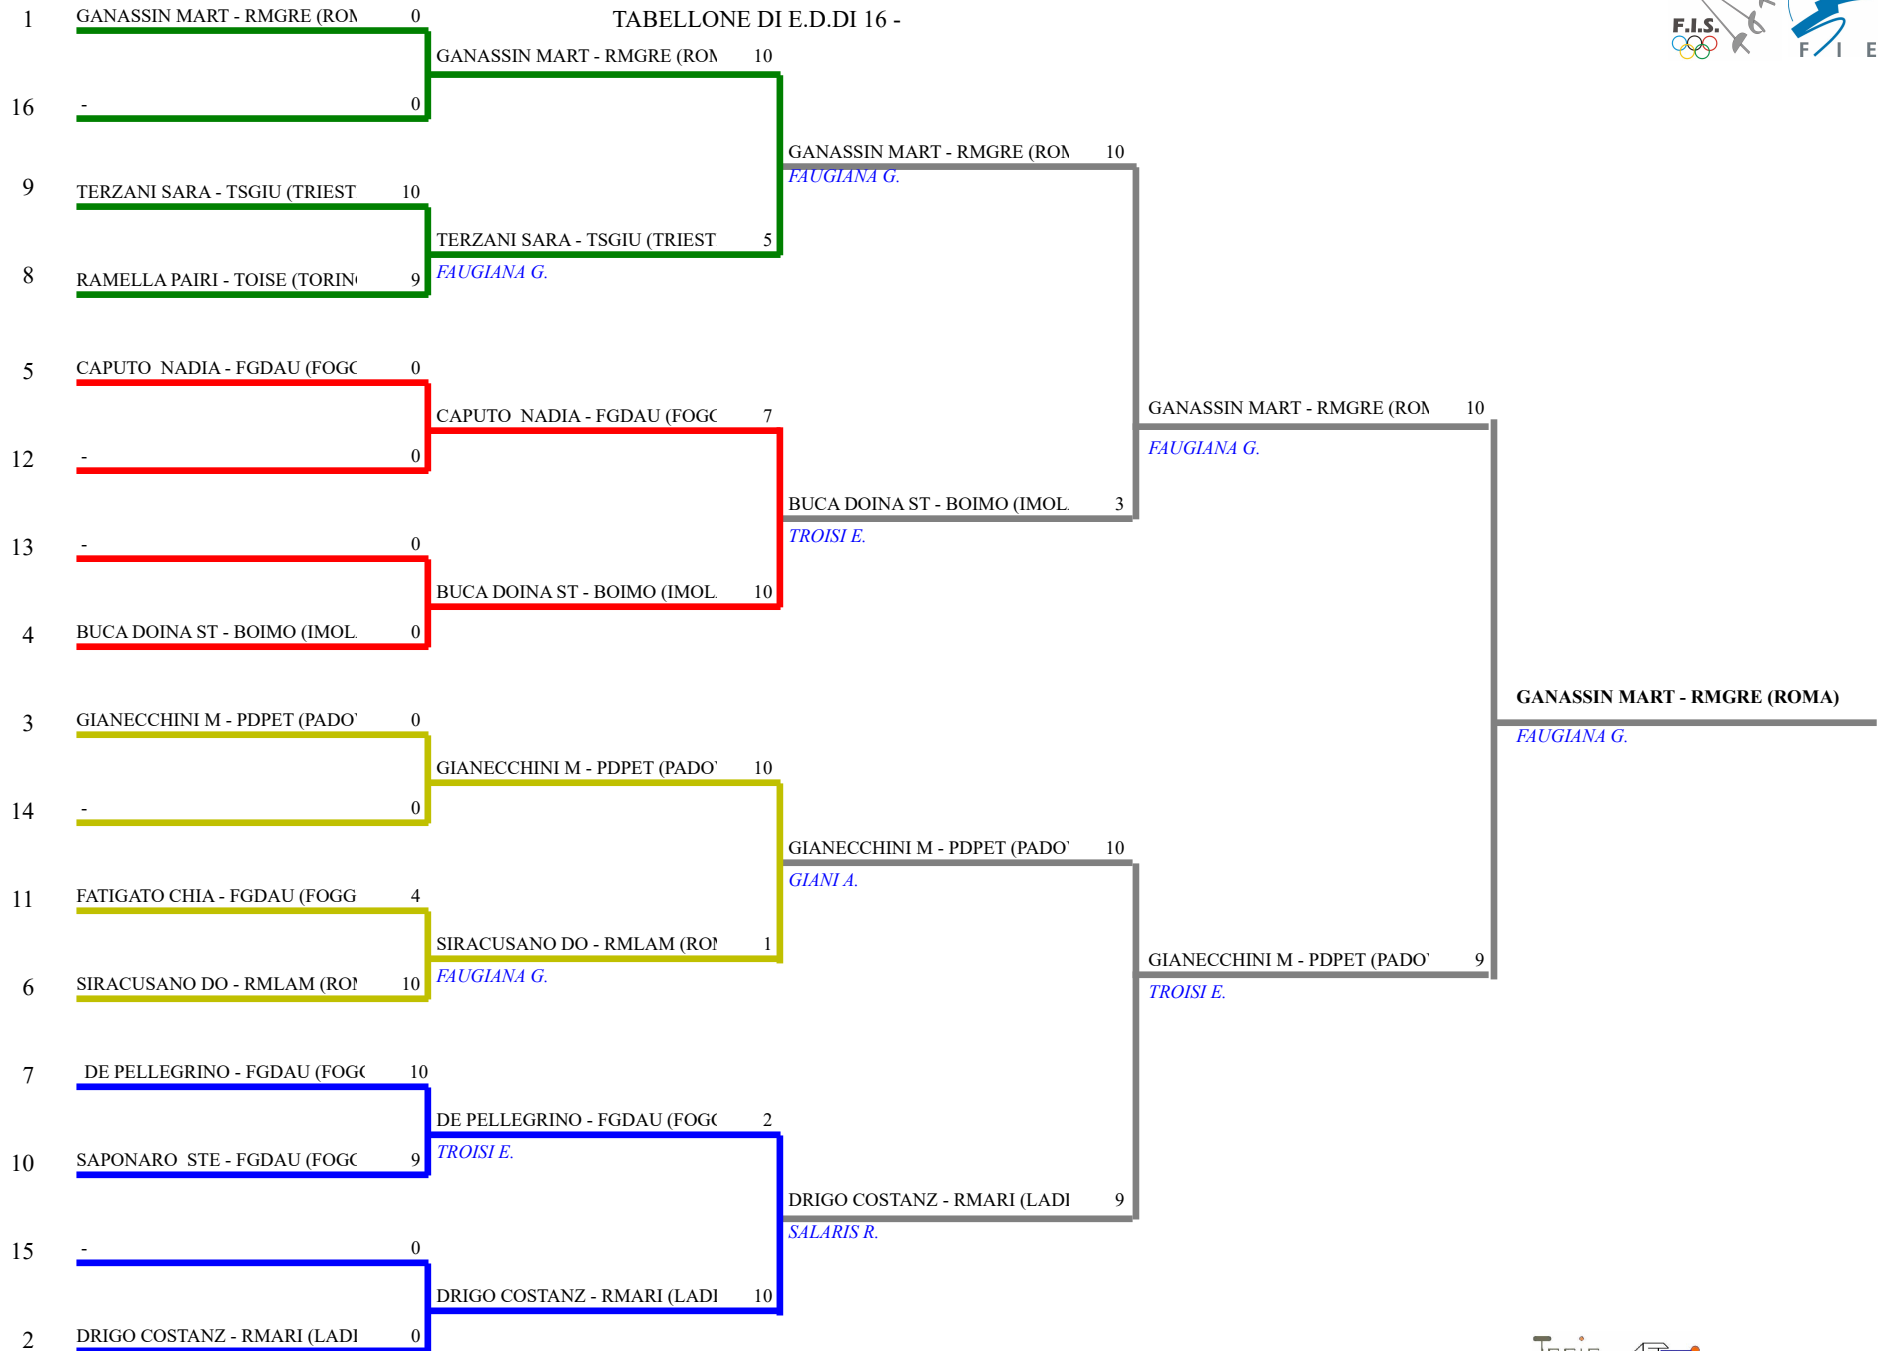 TABELLONE DI E.D.DI 16 -
F.I.S.
F I E
1 GANASSIN MART - RMGRE (ROM 0
GANASSIN MART - RMGRE (ROM 10
16 - 0
GANASSIN MART - RMGRE (ROM 10
FAUGIANA G.
9 TERZANI SARA - TSGIU (TRIEST 10
TERZANI SARA - TSGIU (TRIEST 5
FAUGIANA G.
8 RAMELLA PAIRI - TOISE (TORIN 9
5 CAPUTO NADIA - FGDAU (FOGG 0
CAPUTO NADIA - FGDAU (FOGG 7
GANASSIN MART - RMGRE (ROM 10
FAUGIANA G.
12 - 0
BUCA DOINA ST - BOIMO (IMOL 3
TROISI E.
13 - 0
BUCA DOINA ST - BOIMO (IMOL 10
4 BUCA DOINA ST - BOIMO (IMOL 0
GANASSIN MART - RMGRE (ROMA)
FAUGIANA G.
3 GIANECCHINI M - PDPET (PADO 0
GIANECCHINI M - PDPET (PADO 10
14 - 0
GIANECCHINI M - PDPET (PADO 10
GIANI A.
11 FATIGATO CHIA - FGDAU (FOGG 4
SIRACUSANO DO - RMLAM (ROM 1
FAUGIANA G.
GIANECCHINI M - PDPET (PADO 9
TROISI E.
6 SIRACUSANO DO - RMLAM (ROM 10
7 DE PELLEGRINO - FGDAU (FOGG 10
DE PELLEGRINO - FGDAU (FOGG 2
TROISI E.
10 SAPONARO STE - FGDAU (FOGG 9
DRIGO COSTANZ - RMARI (LADI 9
SALARIS R.
15 - 0
DRIGO COSTANZ - RMARI (LADI 10
2 DRIGO COSTANZ - RMARI (LADI 0